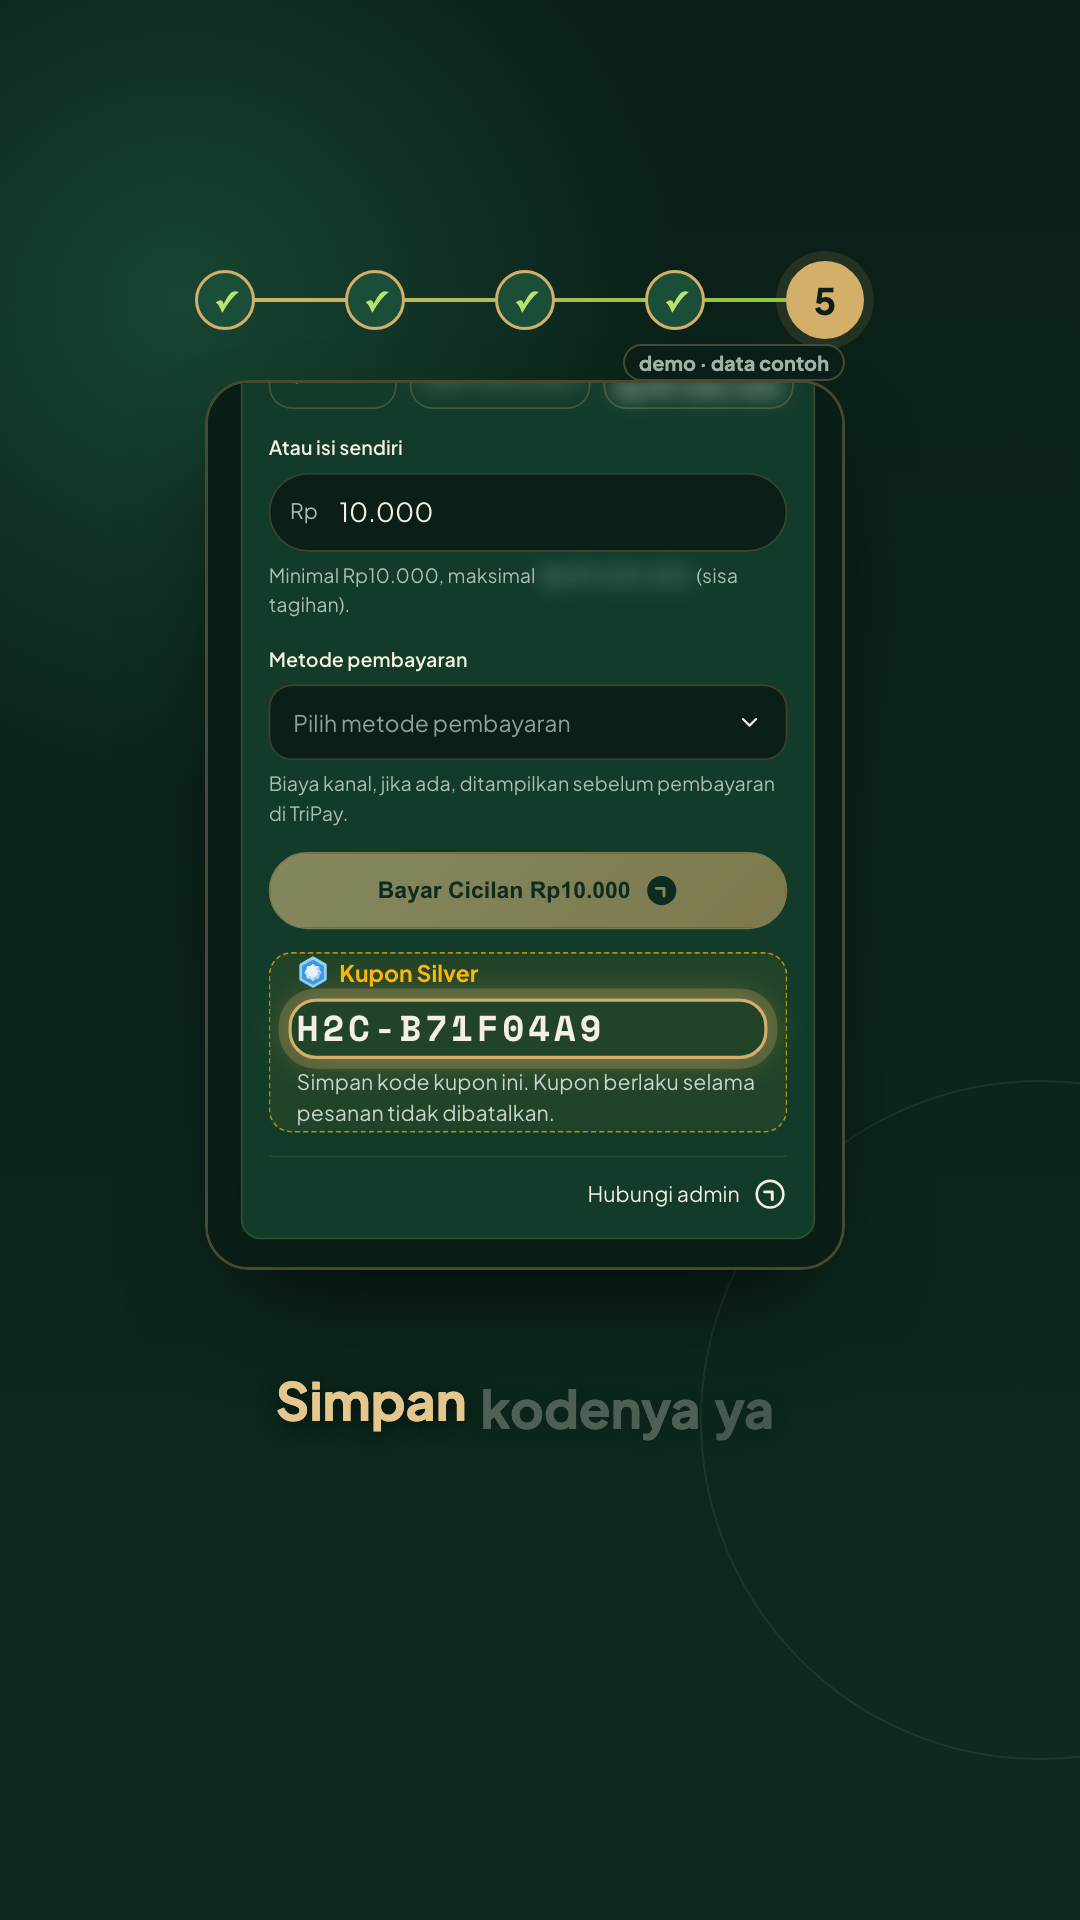 5
demo · data contoh
Atau isi sendiri
Rp 10.000
Minimal Rp10.000, maksimal (sisa
tagihan).
Metode pembayaran
Pilih metode pembayaran
Biaya kanal, jika ada, ditampilkan sebelum pembayaran
di TriPay.
Bayar Cicilan Rp10.000
Kupon Silver
H2C-B71F04A9
Simpan kode kupon ini. Kupon berlaku selama
pesanan tidak dibatalkan.
Hubungi admin
Simpan kodenya ya